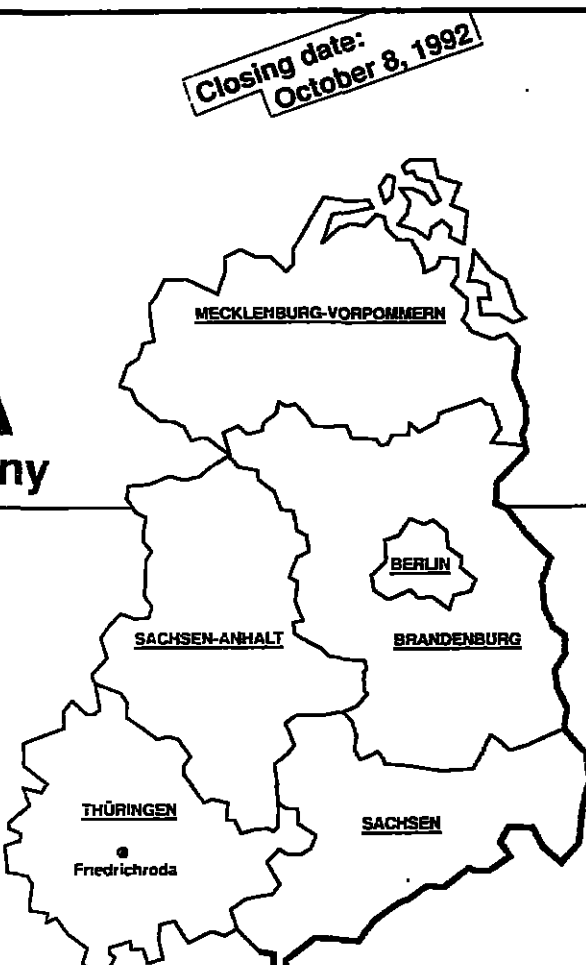 Closing date:
October 8, 1992
MECKLENBURG-VORPOMMERN
A
ny
BERLIN
SACHSEN-ANHALT
BRANDENBURG
THÜRINGEN
SACHSEN
Friedrichroda